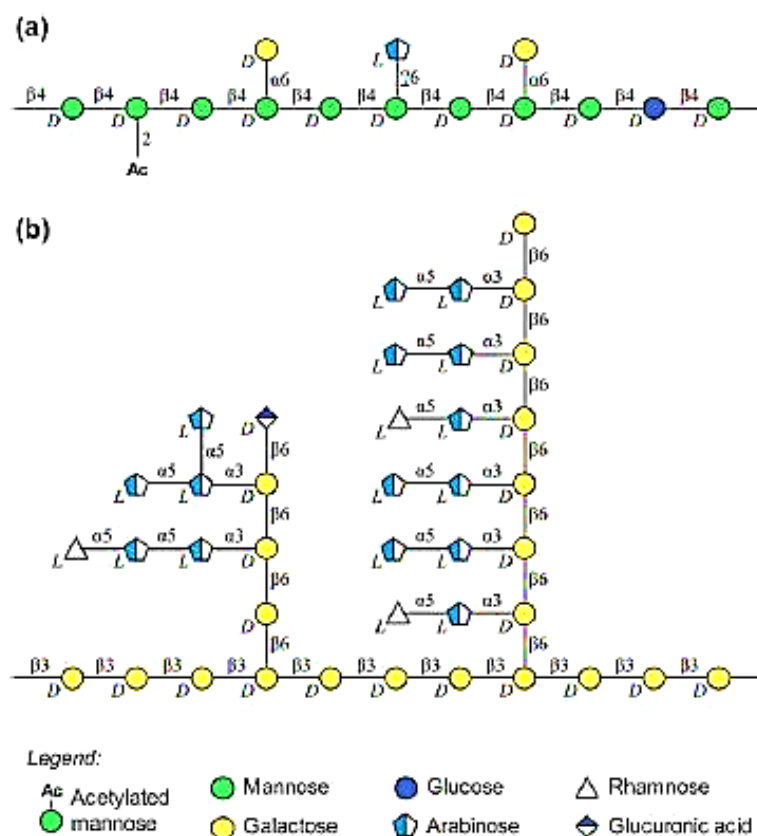 (a)
D L D
α6 α6
β4 β4 β4 β4 β4 β4 β4 β4 β4 β4 β4
D D D D D D D D D D D
2
Ac
(b)
D
β6
α5 α3
L L D
β6
α5 α3
L L D
β6
α5 α3
L D L L D
α5 β6 β6
α5 α3 α5 α3
L L D L L D
β6 β6
α5 α5 α3 α5 α3
L L L D L L D
β6 β6
α5 α3
D L L D
β6 β6
β3 β3 β3 β3 β3 β3 β3 β3 β3 β3 β3
D D D D D D D D D D D
Legend:
Ac Acetylated mannose
Mannose
Glucose
Rhamnose
Galactose
Arabinose
Glucuronic acid